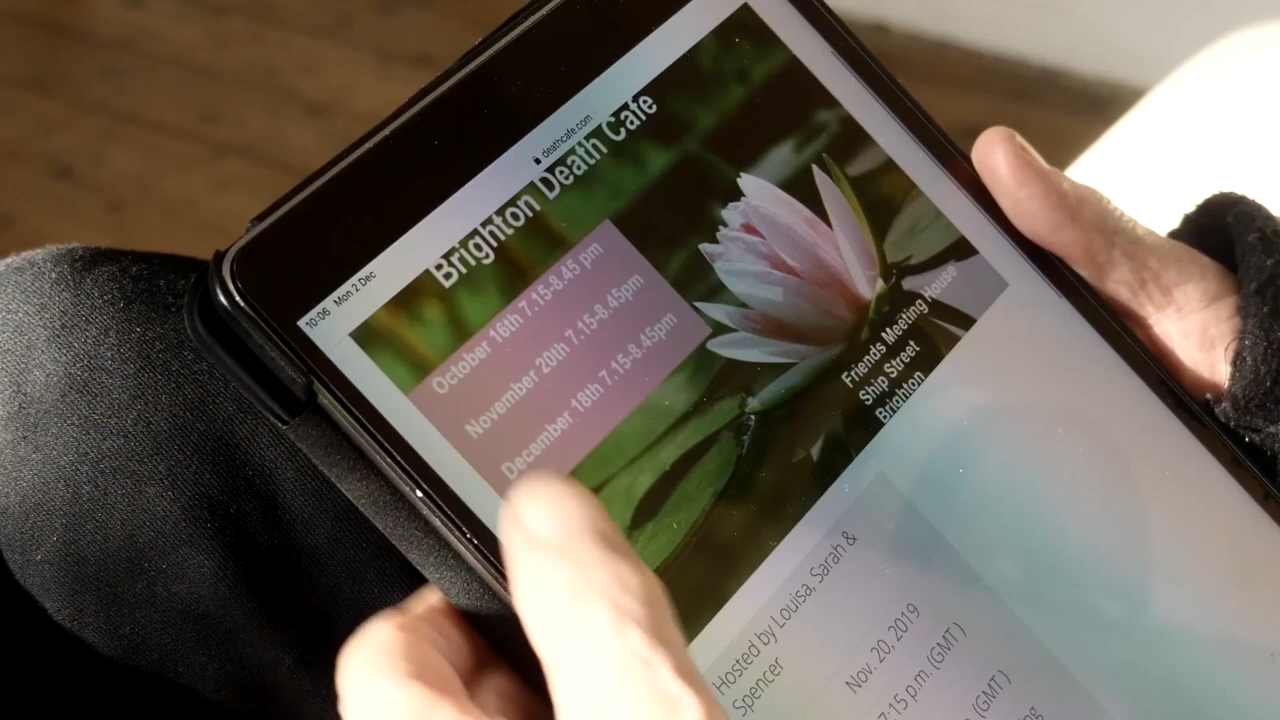 10:06 Mon 2 Dec
deathcafe.com
Brighton Death Cafe
October 16th 7.15-8.45 pm
November 20th 7.15-8.45pm
December 18th 7.15-8.45pm
Friends Meeting House
Ship Street
Brighton
Hosted by Louisa, Sarah &
Spencer
Nov. 20, 2019
7:15 p.m. (GMT)
(GMT)